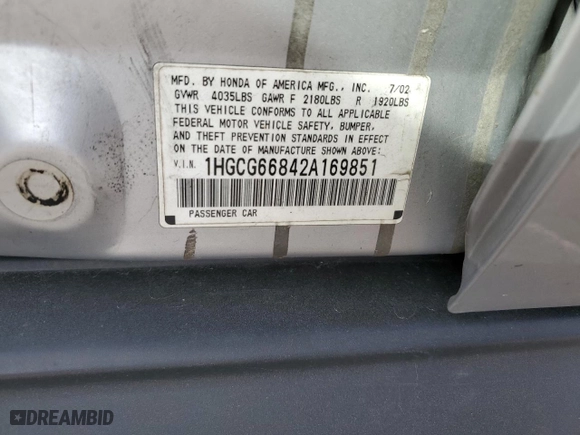 MFD. BY HONDA OF AMERICA MFG., INC. 7/02
GVWR 4035LBS GAWR F 2180LBS R 1920LBS
THIS VEHICLE CONFORMS TO ALL APPLICABLE
FEDERAL MOTOR VEHICLE SAFETY, BUMPER,
AND THEFT PREVENTION STANDARDS IN EFFECT
ON THE DATE OF MANUFACTURE SHOWN ABOVE:
V.I.N. 1HGCG66842A169851
PASSENGER CAR
DREAMBID